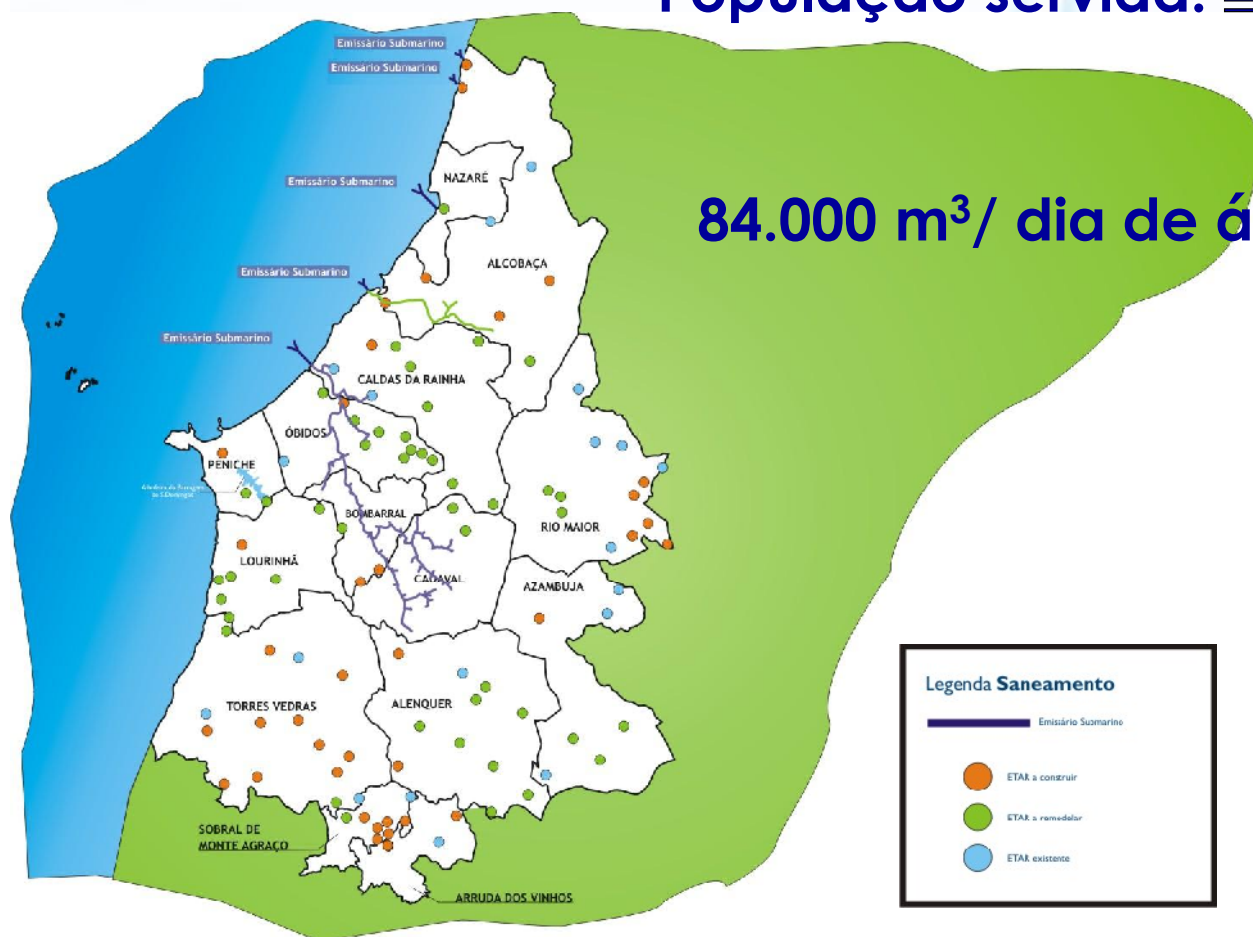 População servida:
Emissário Submarino
Emissário Submarino
NAZARÉ
Emissário Submarino
84.000 m³/ dia de á
ALCOBAÇA
Emissário Submarino
Emissário Submarino
CALDAS DA RAINHA
ÓBIDOS
PENICHE
BOMBARRAL
RIO MAIOR
LOURINHÃ
CADAVAL
AZAMBUJA
Legenda Saneamento
TORRES VEDRAS
ALENQUER
Emissário Submarino
ETAR a construir
ETAR a remodelar
ETAR existente
SOBRAL DE
MONTE AGRAÇO
ARRUDA DOS VINHOS